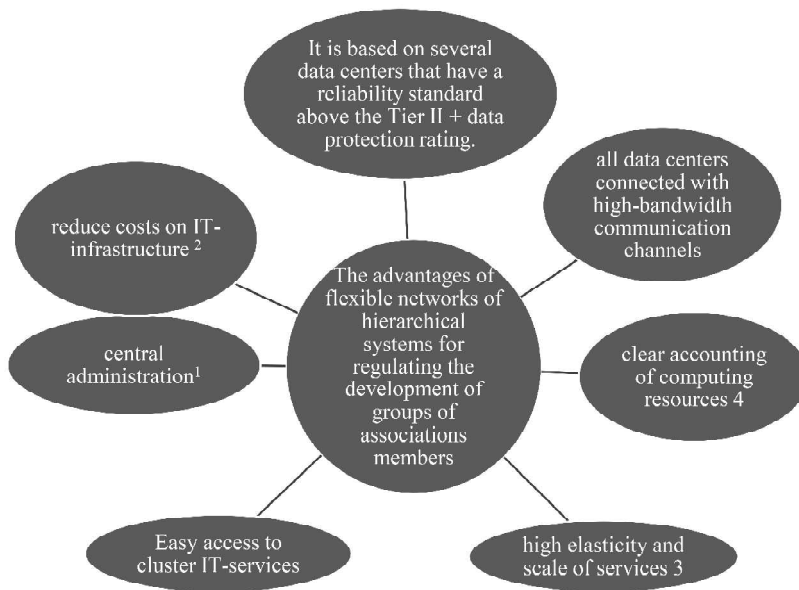 It is based on several
data centers that have a
reliability standard
above the Tier II + data
protection rating.
all data centers
connected with
high-bandwidth
communication
channels
reduce costs on IT-
infrastructure ²
The advantages of
flexible networks of
hierarchical
systems for
regulating the
development of
groups of
associations
members
central
administration¹
clear accounting
of computing
resources 4
Easy access to
cluster IT-services
high elasticity and
scale of services 3